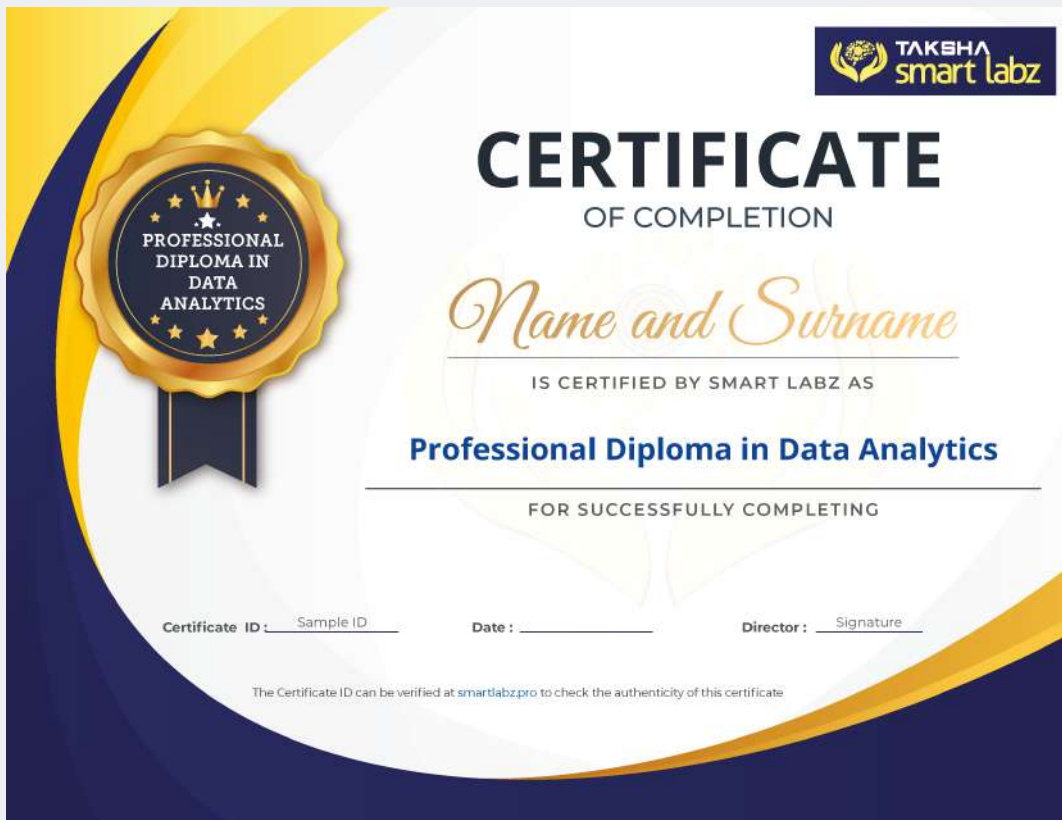 TAKSHA
smart labz
CERTIFICATE
OF COMPLETION
PROFESSIONAL
DIPLOMA IN
DATA
ANALYTICS
Name and Surname
IS CERTIFIED BY SMART LABZ AS
Professional Diploma in Data Analytics
FOR SUCCESSFULLY COMPLETING
Certificate ID : Sample ID Date : Director : Signature
The Certificate ID can be verified at smartlabz.pro to check the authenticity of this certificate